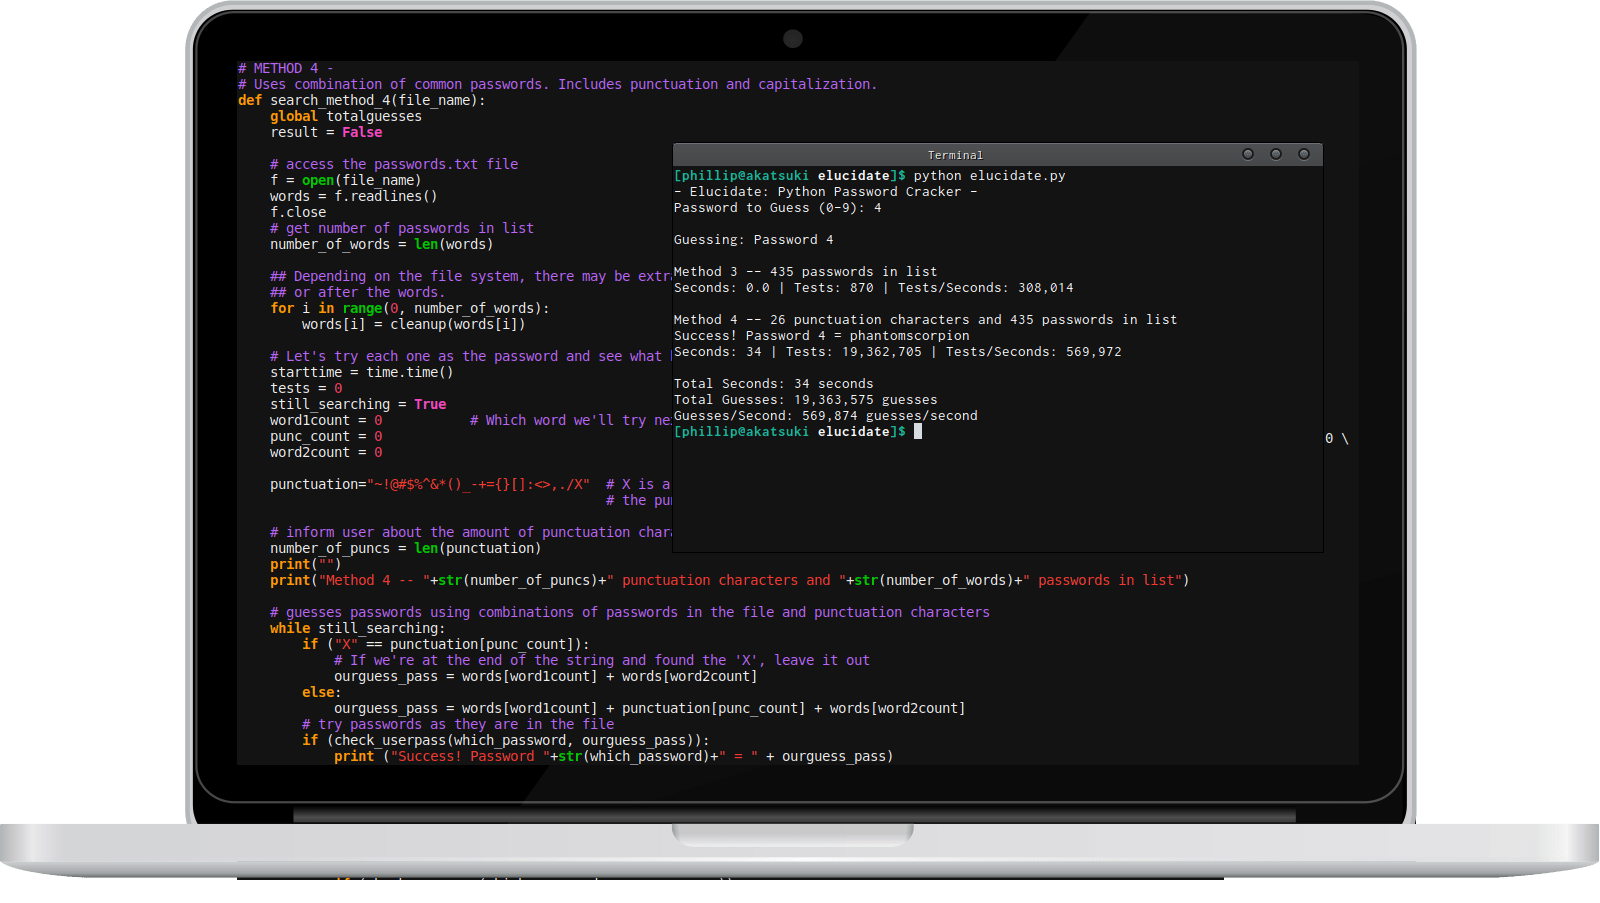 # METHOD 4 -
# Uses combination of common passwords. Includes punctuation and capitalization.
def search_method_4(file_name):
    global totalguesses
    result = False

    # access the passwords.txt file
    f = open(file_name)
    words = f.readlines()
    f.close
    # get number of passwords in list
    number_of_words = len(words)

    ## Depending on the file system, there may be
    ## or after the words.
    for i in range(0, number_of_words):
        words[i] = cleanup(words[i])

    # Let's try each one as the password and see what
    starttime = time.time()
    tests = 0
    still_searching = True
    word1count = 0           # Which word we'll try
    punc_count = 0
    word2count = 0

    punctuation="~!@#$%^&*()_-+={}[]:<>,./X"  # X is a
                                              # the

    # inform user about the amount of punctuation
    number_of_puncs = len(punctuation)
    print("")
    print("Method 4 -- "+str(number_of_puncs)+" punctuation characters and "+str(number_of_words)+" passwords in list")

    # guesses passwords using combinations of passwords in the file and punctuation characters
    while still_searching:
        if ("X" == punctuation[punc_count]):
            # If we're at the end of the string and found the 'X', leave it out
            ourguess_pass = words[word1count] + words[word2count]
        else:
            ourguess_pass = words[word1count] + punctuation[punc_count] + words[word2count]
        # try passwords as they are in the file
        if (check_userpass(which_password, ourguess_pass)):
            print ("Success! Password "+str(which_password)+" = " + ourguess_pass)
Terminal
[phillip@akatsuki elucidate]$ python elucidate.py
- Elucidate: Python Password Cracker -
Password to Guess (0-9): 4

Guessing: Password 4

Method 3 -- 435 passwords in list
Seconds: 0.0 | Tests: 870 | Tests/Seconds: 308,014

Method 4 -- 26 punctuation characters and 435 passwords in list
Success! Password 4 = phantomscorpion
Seconds: 34 | Tests: 19,362,705 | Tests/Seconds: 569,972

Total Seconds: 34 seconds
Total Guesses: 19,363,575 guesses
Guesses/Second: 569,874 guesses/second
[phillip@akatsuki elucidate]$
0 \